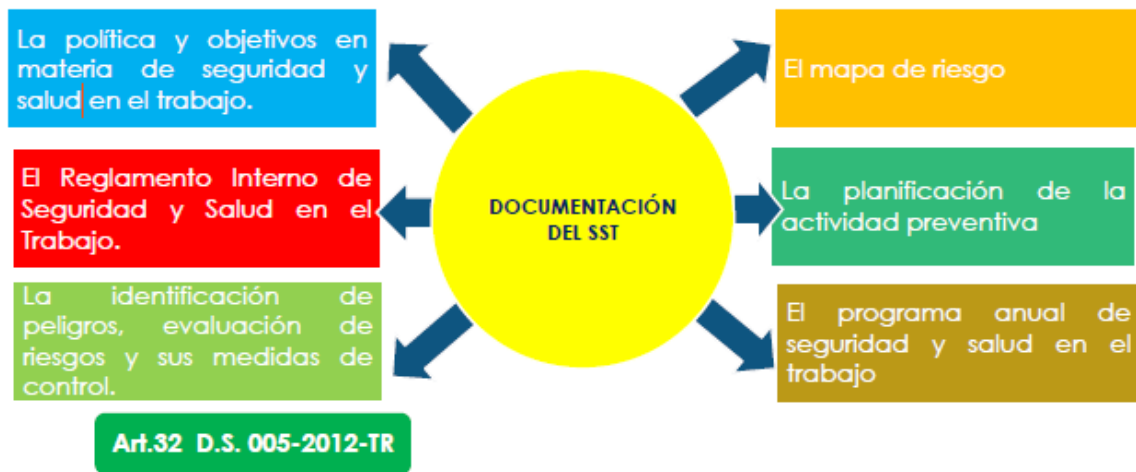 La política y objetivos en
materia de seguridad y
salud en el trabajo.
El Reglamento Interno de
Seguridad y Salud en el
Trabajo.
La identificación de
peligros, evaluación de
riesgos y sus medidas de
control.
Art.32 D.S. 005-2012-TR
DOCUMENTACIÓN
DEL SST
El mapa de riesgo
La planificación de la
actividad preventiva
El programa anual de
seguridad y salud en el
trabajo